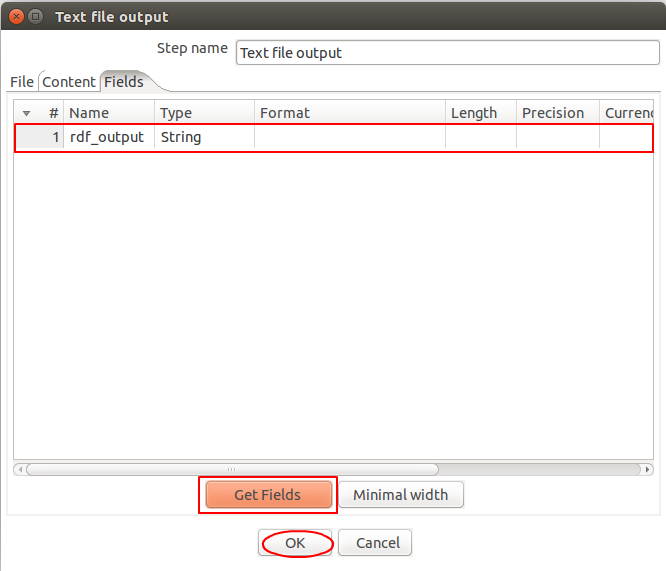 Text file output
Step name Text file output
File Content Fields
# Name Type Format Length Precision Currenc
1 rdf_output String
Get Fields Minimal width
OK Cancel